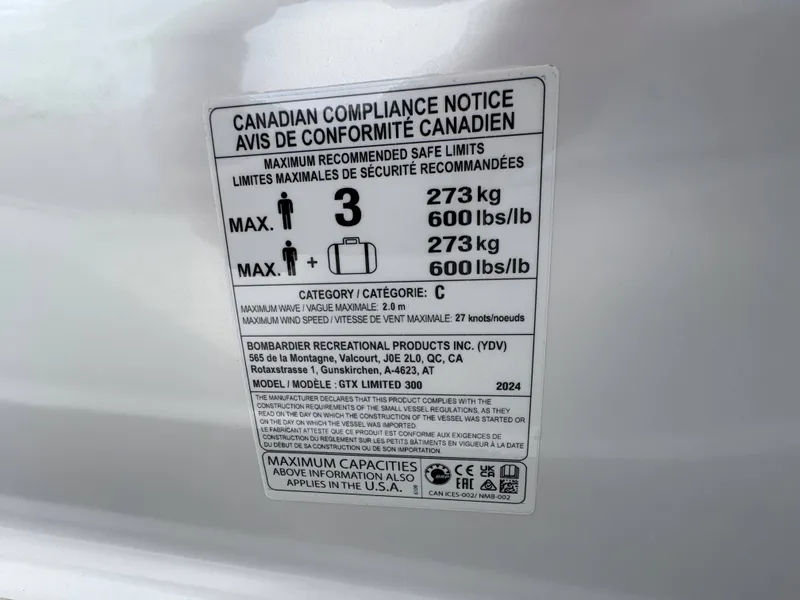 CANADIAN COMPLIANCE NOTICE
AVIS DE CONFORMITÉ CANADIEN
MAXIMUM RECOMMENDED SAFE LIMITS
LIMITES MAXIMALES DE SÉCURITÉ RECOMMANDÉES
MAX. 3 273 kg
600 lbs/lb
MAX. + 273 kg
600 lbs/lb
CATEGORY / CATÉGORIE: C
MAXIMUM WAVE / VAGUE MAXIMALE: 2.0 m
MAXIMUM WIND SPEED / VITESSE DE VENT MAXIMALE: 27 knots/noeuds
BOMBARDIER RECREATIONAL PRODUCTS INC. (YDV)
565 de la Montagne, Valcourt, J0E 2L0, QC, CA
Rotaxstrasse 1, Gunskirchen, A-4623, AT
MODEL / MODÈLE : GTX LIMITED 300 2024
THE MANUFACTURER DECLARES THAT THIS PRODUCT COMPLIES WITH THE
CONSTRUCTION REQUIREMENTS OF THE SMALL VESSEL REGULATIONS, AS THEY
READ ON THE DAY ON WHICH THE CONSTRUCTION OF THE VESSEL WAS STARTED OR
ON THE DAY ON WHICH THE VESSEL WAS IMPORTED.
LE FABRICANT ATTESTE QUE CE PRODUIT EST CONFORME AUX EXIGENCES DE
CONSTRUCTION DU RÈGLEMENT SUR LES PETITS BÂTIMENTS EN VIGUEUR À LA DATE
DU DÉBUT DE SA CONSTRUCTION OU DE SON IMPORTATION.
MAXIMUM CAPACITIES
ABOVE INFORMATION ALSO
APPLIES IN THE U.S.A.
BRP CE UK CA
EAC
CAN ICES-002/ NMB-002